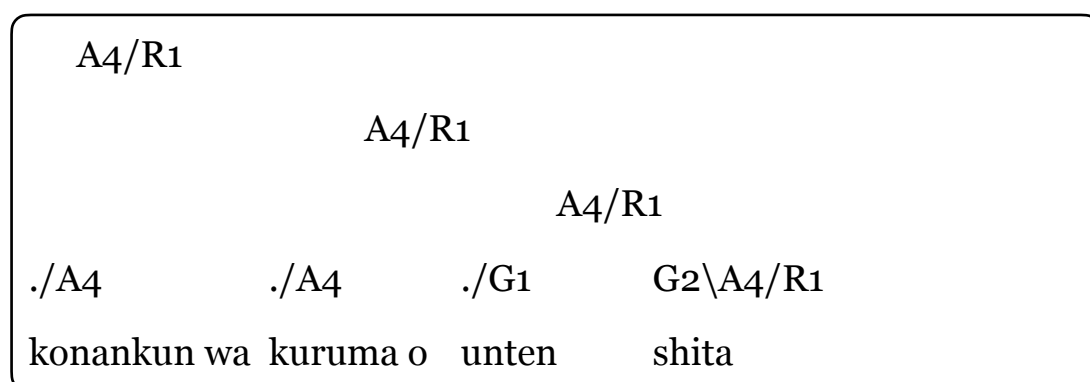 A4/R1
A4/R1
A4/R1
./A4 ./A4 ./G1 G2\A4/R1
konankun wa kuruma o unten shita